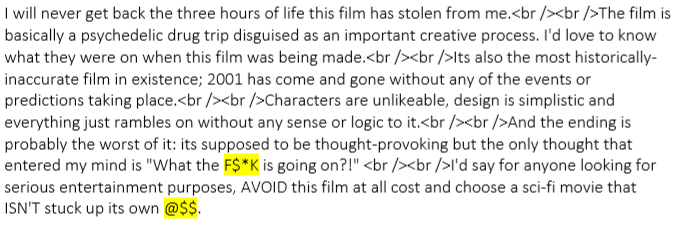 I will never get back the three hours of life this film has stolen from me.<br /><br />The film is
basically a psychedelic drug trip disguised as an important creative process. I'd love to know
what they were on when this film was being made.<br /><br />Its also the most historically-
inaccurate film in existence; 2001 has come and gone without any of the events or
predictions taking place.<br /><br />Characters are unlikeable, design is simplistic and
everything just rambles on without any sense or logic to it.<br /><br />And the ending is
probably the worst of it: its supposed to be thought-provoking but the only thought that
entered my mind is "What the F$*K is going on?!" <br /><br />I'd say for anyone looking for
serious entertainment purposes, AVOID this film at all cost and choose a sci-fi movie that
ISN'T stuck up its own @$$.